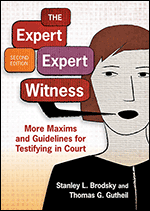 THE
Expert
SECOND
EDITION
Expert
Witness
More Maxims
and Guidelines for
Testifying in Court
Stanley L. Brodsky and
Thomas G. Gutheil